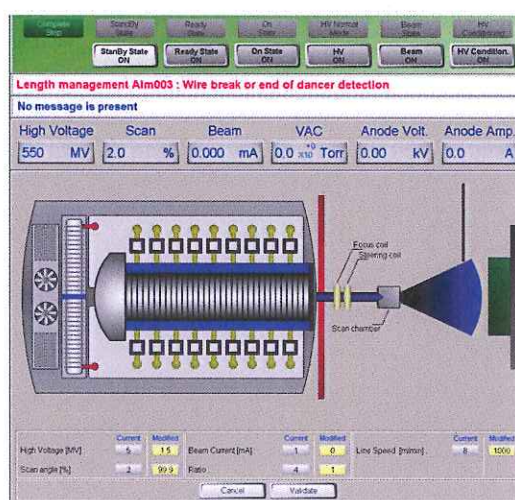 Complete Stop
StandBy State
Ready State
On State
HV Normal Mode
Beam State
HV Conditioning
StanBy State ON
Ready State ON
On State ON
HV ON
Beam ON
HV Condition. ON
Length management Alm003 : Wire break or end of dancer detection
No message is present
High Voltage Scan Beam VAC Anode Volt. Anode Amp.
550 MV 2.0 % 0.000 mA 0.0 x10 +0 Torr 0.00 kV 0.0 A
Focus coil
Steering coil
Scan chamber
Current Modified Current Modified Current Modified
High Voltage [MV] 5 1.5 Beam Current [mA] 1 0 Line Speed [m/mn] 8 1000
Scan angle [%] 2 99.9 Ratio 4 1
Cancel Validate